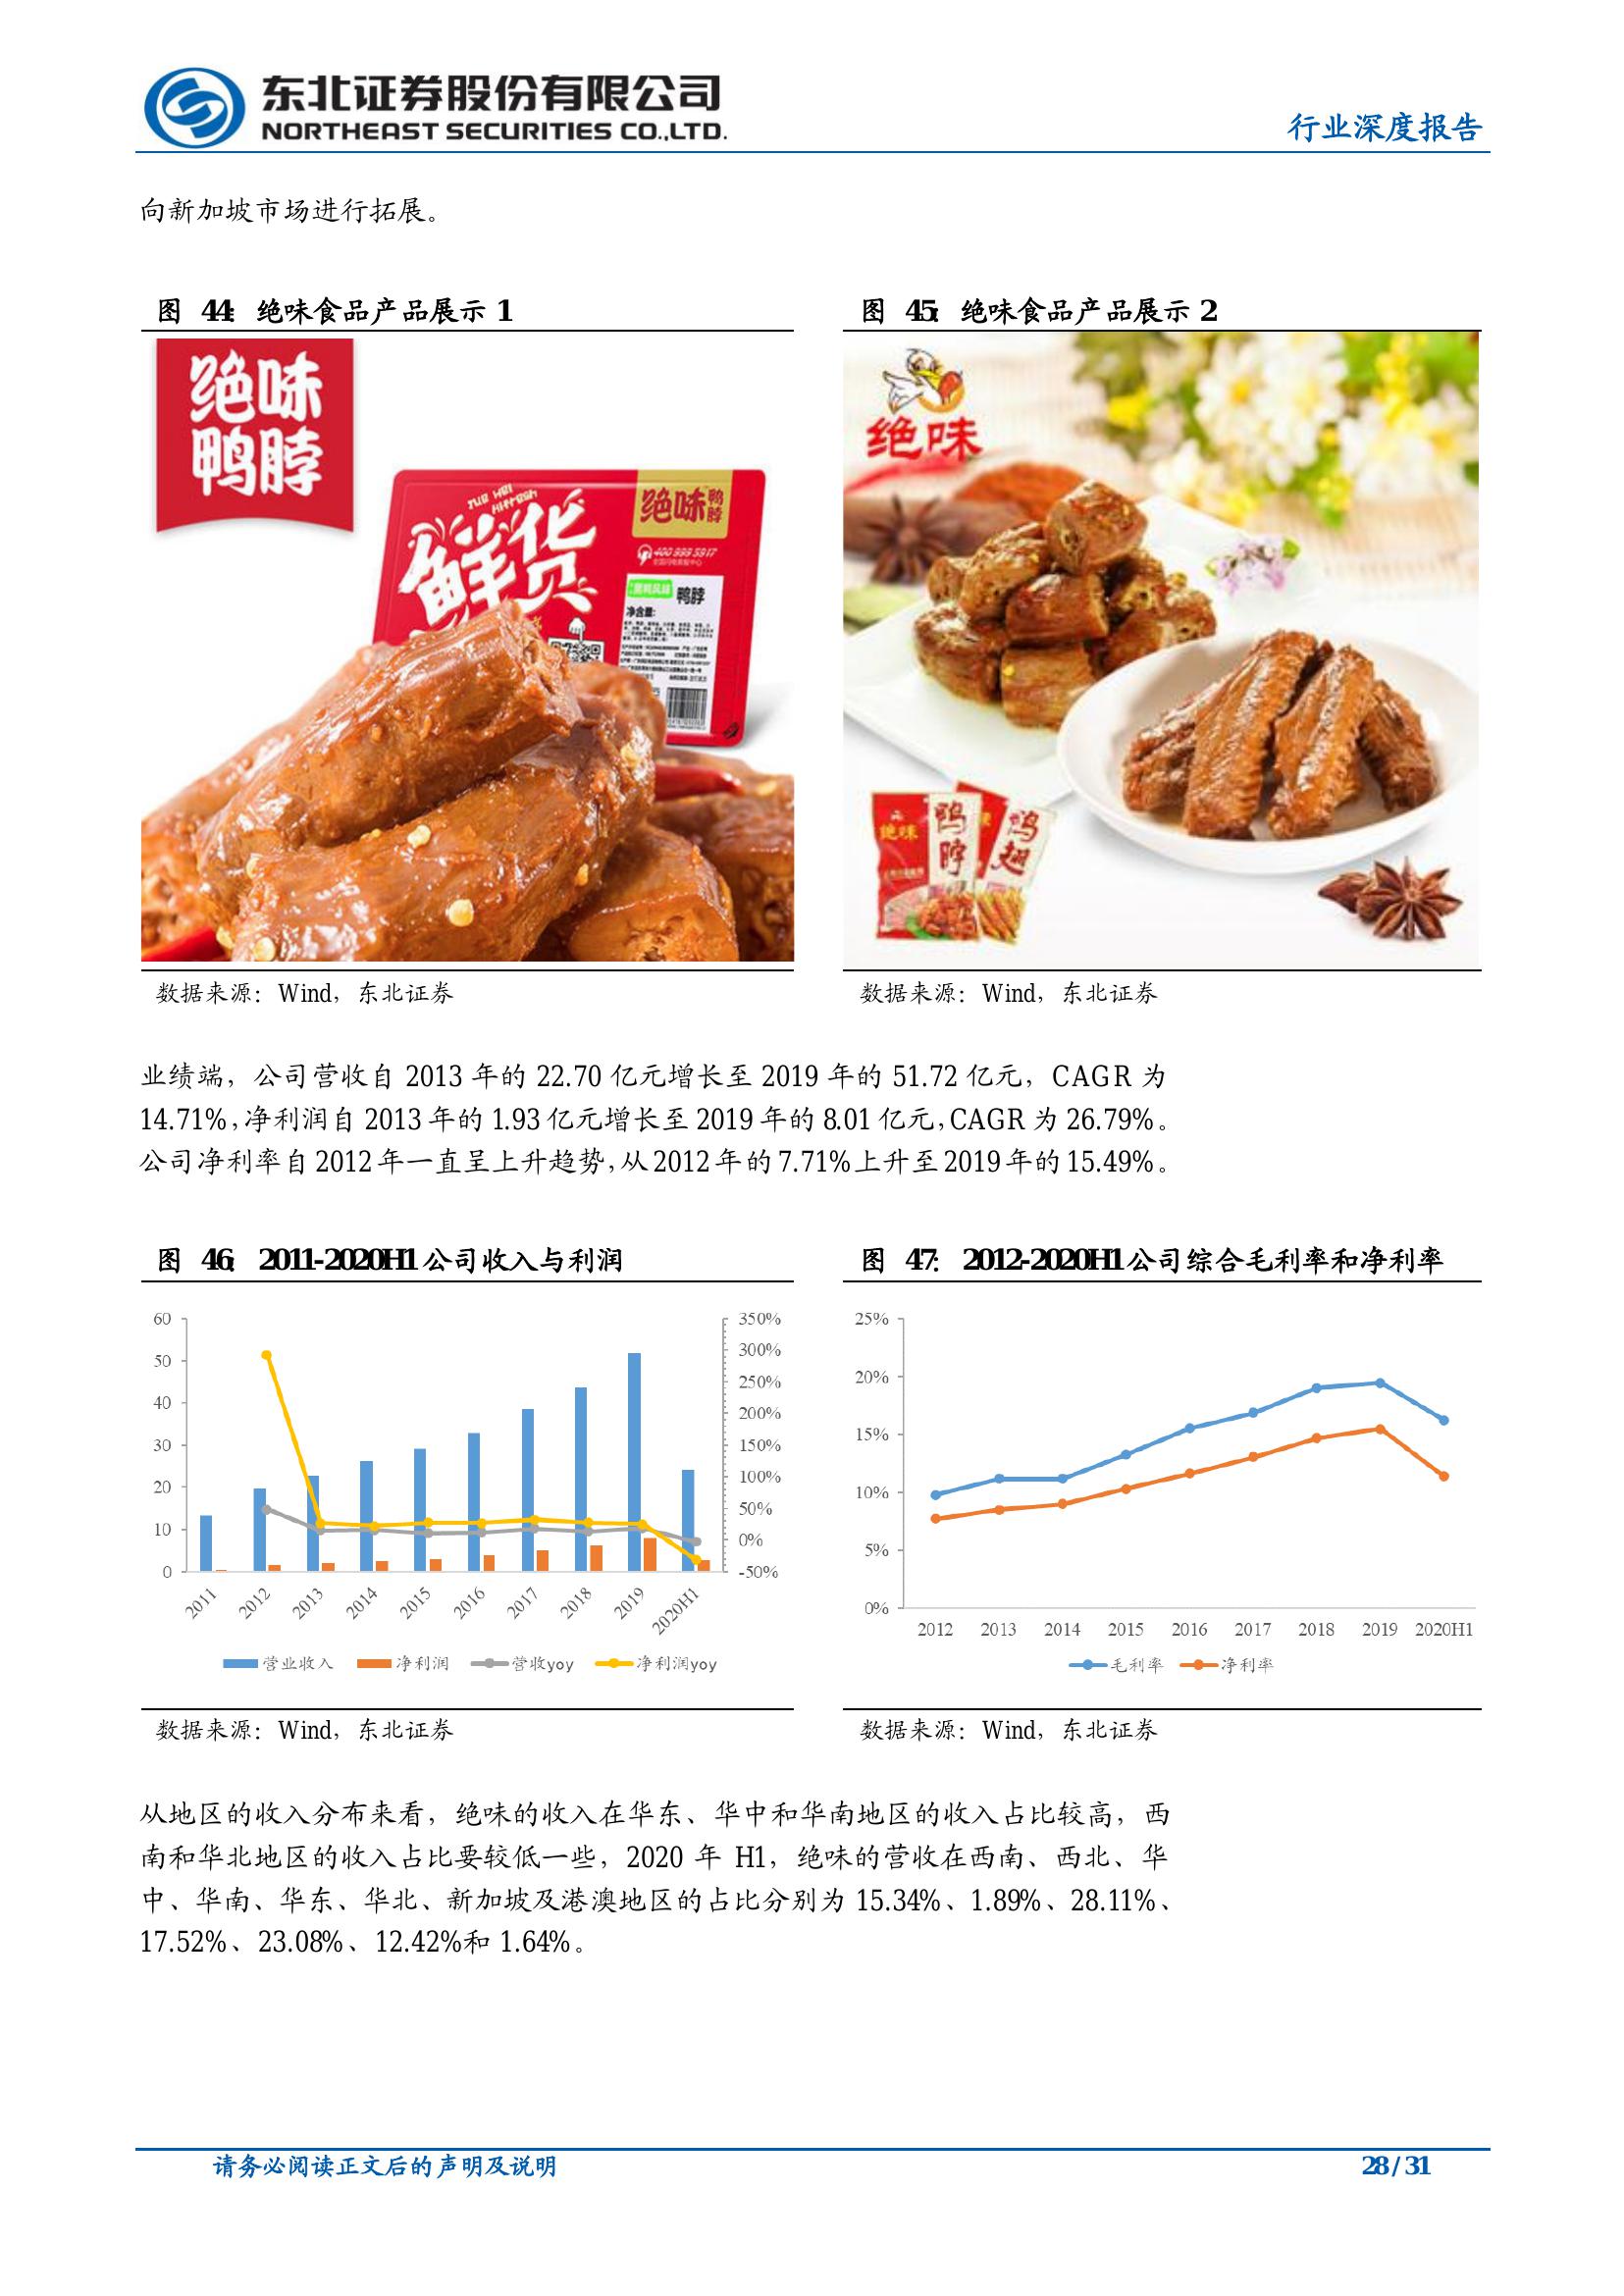 东北证券股份有限公司
NORTHEAST SECURITIES CO.,LTD.
行业深度报告
向新加坡市场进行拓展。
图 44: 绝味食品产品展示 1
图 45: 绝味食品产品展示 2
绝味
鸭脖
JUE WEI
鲜货
绝味鸭脖
400 999 5917
鸭脖
净含量:
绝味
绝味
鸭脖
鸭翅
数据来源：Wind，东北证券
数据来源：Wind，东北证券
业绩端，公司营收自 2013 年的 22.70 亿元增长至 2019 年的 51.72 亿元，CAGR 为
14.71%，净利润自 2013 年的 1.93 亿元增长至 2019 年的 8.01 亿元，CAGR 为 26.79%。
公司净利率自 2012 年一直呈上升趋势，从 2012 年的 7.71%上升至 2019 年的 15.49%。
图 46: 2011-2020H1 公司收入与利润
图 47: 2012-2020H1 公司综合毛利率和净利率
60
50
40
30
20
10
0
350%
300%
250%
200%
150%
100%
50%
0%
-50%
2011 2012 2013 2014 2015 2016 2017 2018 2019 2020H1
营业收入 净利润 营收yoy 净利润yoy
25%
20%
15%
10%
5%
0%
2012 2013 2014 2015 2016 2017 2018 2019 2020H1
毛利率 净利率
数据来源：Wind，东北证券
数据来源：Wind，东北证券
从地区的收入分布来看，绝味的收入在华东、华中和华南地区的收入占比较高，西
南和华北地区的收入占比要较低一些，2020 年 H1，绝味的营收在西南、西北、华
中、华南、华东、华北、新加坡及港澳地区的占比分别为 15.34%、1.89%、28.11%、
17.52%、23.08%、12.42%和 1.64%。
请务必阅读正文后的声明及说明
28 / 31